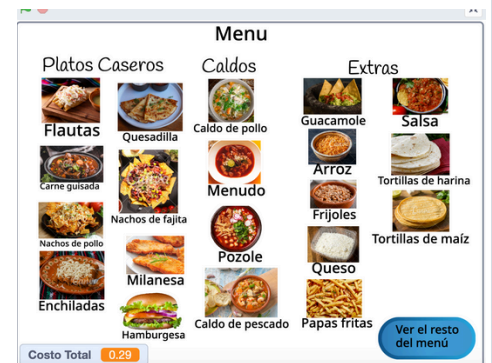 Menu
Platos Caseros
Caldos
Extras
Flautas
Quesadilla
Carne guisada
Nachos de fajita
Nachos de pollo
Milanesa
Enchiladas
Hamburgesa
Caldo de pollo
Menudo
Pozole
Caldo de pescado
Guacamole
Salsa
Arroz
Tortillas de harina
Frijoles
Tortillas de maíz
Queso
Papas fritas
Ver el resto
del menú
Costo Total 0.29